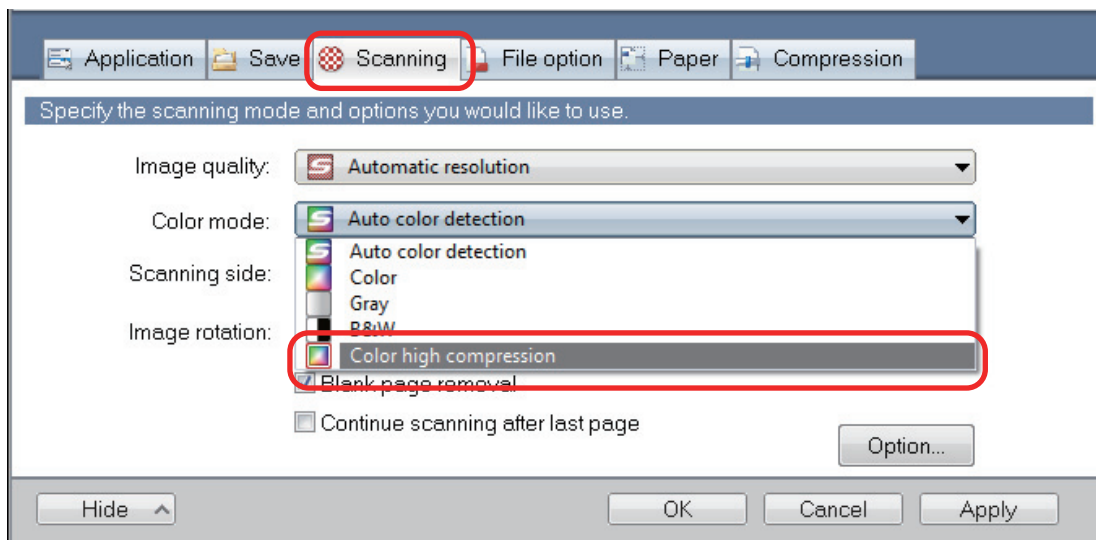 Application Save Scanning File option Paper Compression
Specify the scanning mode and options you would like to use.
Image quality: Automatic resolution
Color mode: Auto color detection
Auto color detection
Scanning side: Color
Gray
Image rotation: B&W
Color high compression
Blank page removal
Continue scanning after last page
Option...
Hide OK Cancel Apply